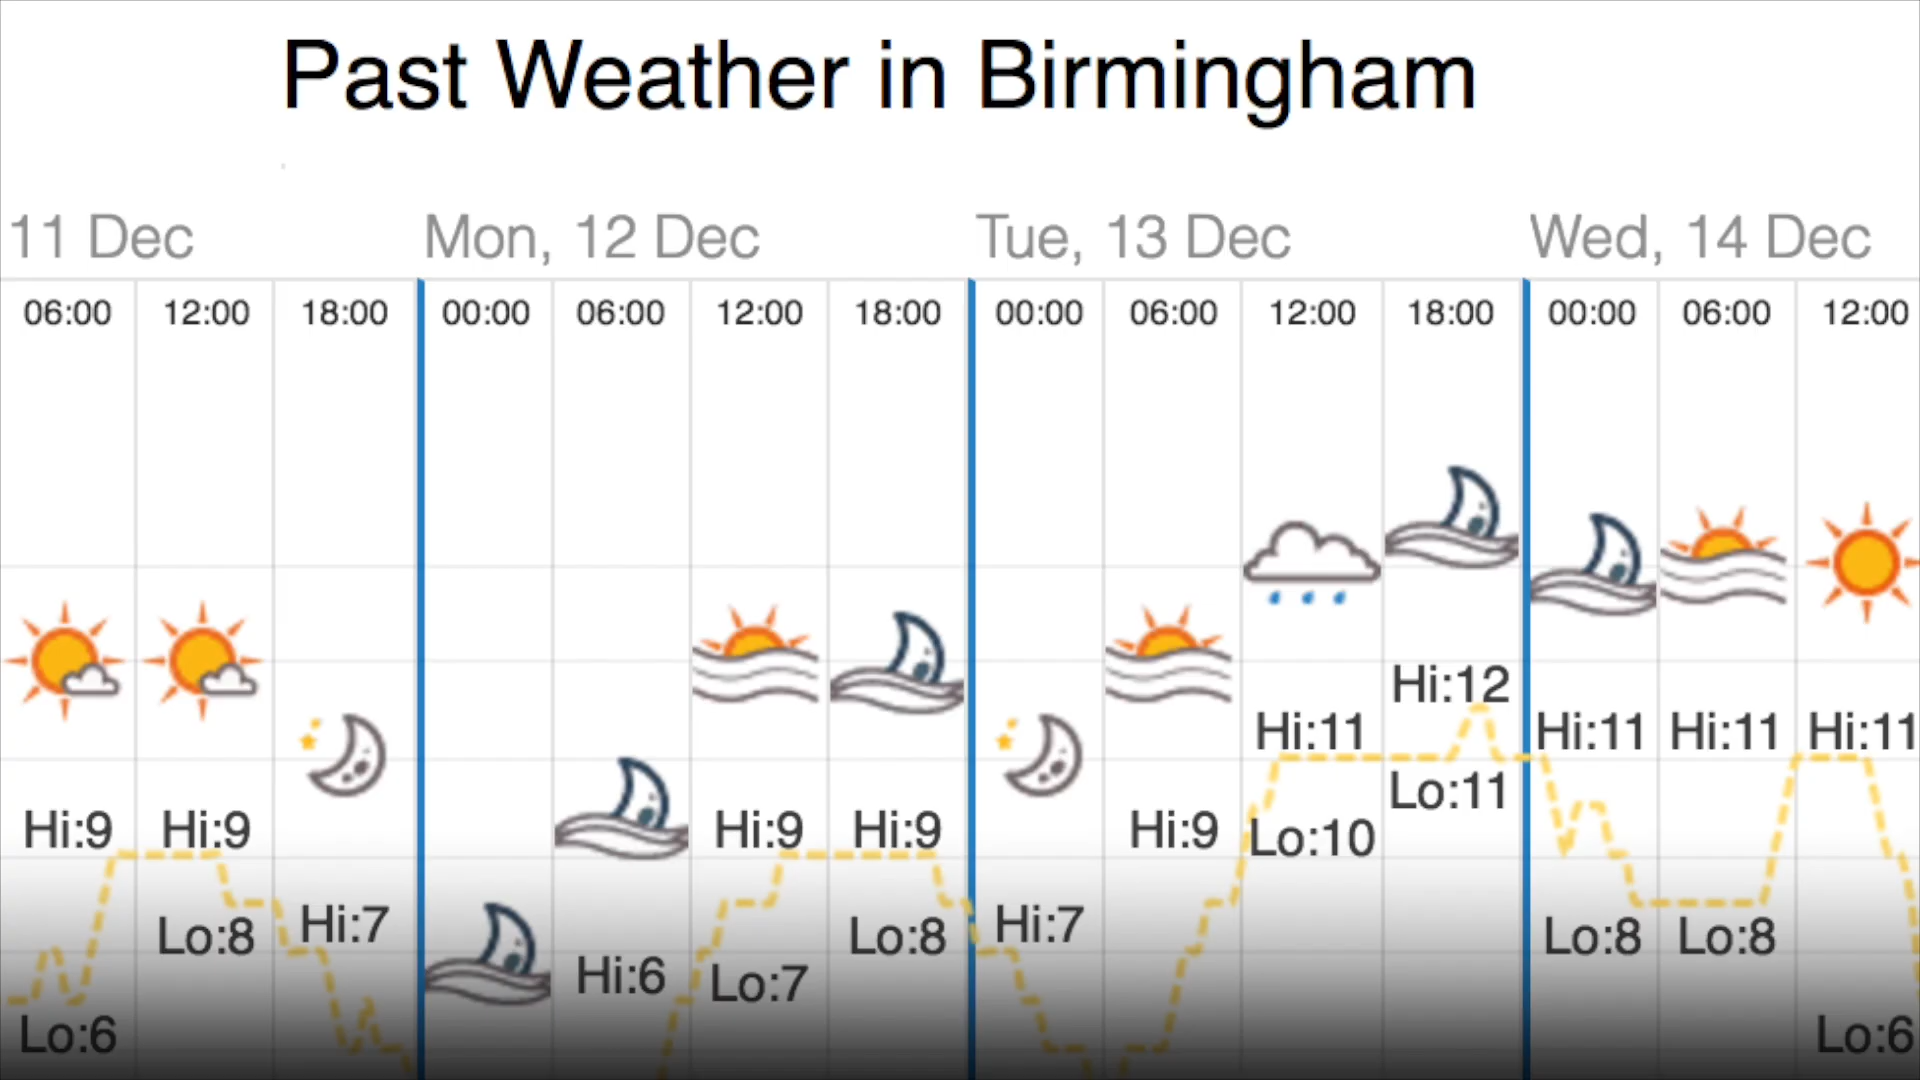 Past Weather in Birmingham
11 Dec Mon, 12 Dec Tue, 13 Dec Wed, 14 Dec
06:00 12:00 18:00 00:00 06:00 12:00 18:00 00:00 06:00 12:00 18:00 00:00 06:00 12:00
Hi:12
Hi:11 Hi:11 Hi:11 Hi:11
Lo:11
Hi:9 Hi:9 Hi:9 Hi:9 Hi:9 Lo:10
Lo:8 Hi:7 Lo:8 Hi:7 Lo:8 Lo:8
Hi:6 Lo:7
Lo:6 Lo:6